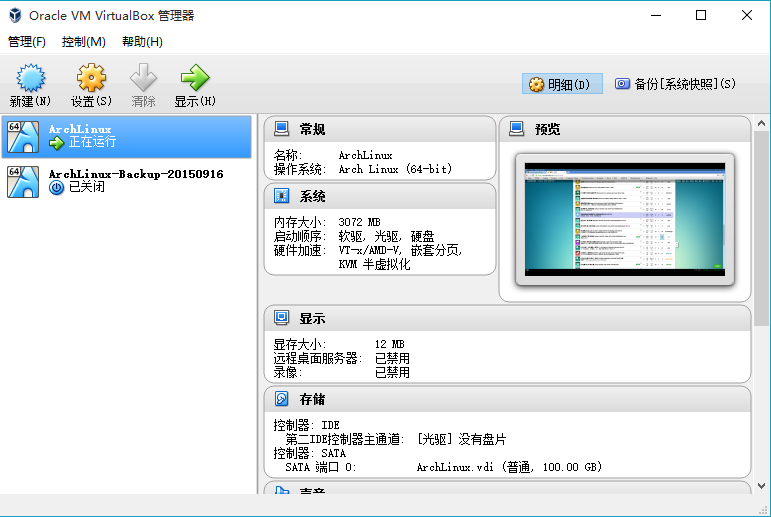 Oracle VM VirtualBox 管理器
管理(F) 控制(M) 帮助(H)
新建(N) 设置(S) 清除 显示(H) 明细(D) 备份[系统快照](S)
64 ArchLinux
正在运行
64 ArchLinux-Backup-20150916
已关闭
常规
名称: ArchLinux
操作系统: Arch Linux (64-bit)
预览
系统
内存大小: 3072 MB
启动顺序: 软驱, 光驱, 硬盘
硬件加速: VT-x/AMD-V, 嵌套分页,
KVM 半虚拟化
显示
显存大小: 12 MB
远程桌面服务器: 已禁用
录像: 已禁用
存储
控制器: IDE
第二IDE控制器主通道: [光驱] 没有盘片
控制器: SATA
SATA 端口 0: ArchLinux.vdi (普通, 100.00 GB)
声音